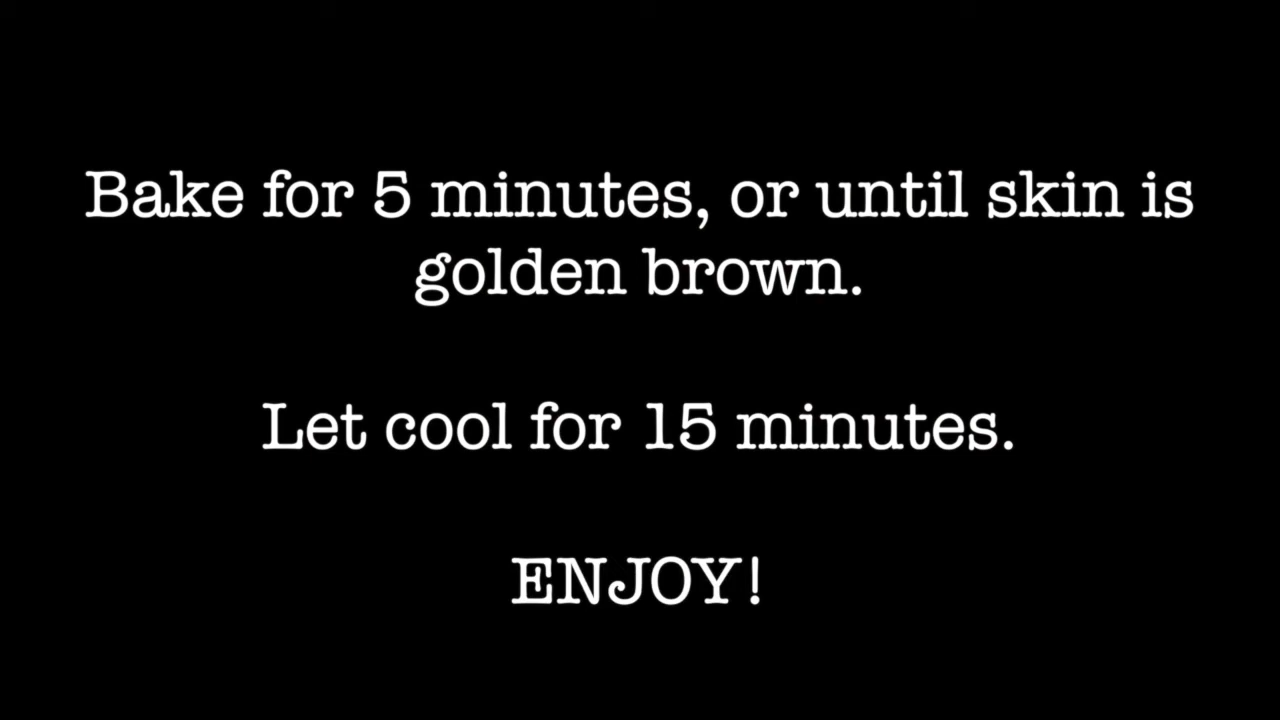 Bake for 5 minutes, or until skin is
golden brown.
Let cool for 15 minutes.
ENJOY!